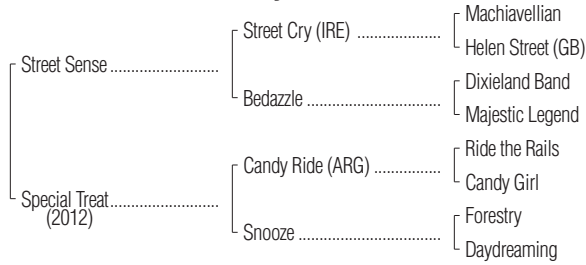 Machiavellian
Street Cry (IRE) ..................
Helen Street (GB)
Street Sense ........................
Dixieland Band
Bedazzle ..............................
Majestic Legend
Ride the Rails
Candy Ride (ARG) ...............
Candy Girl
Special Treat........................
(2012)
Forestry
Snooze ................................
Daydreaming